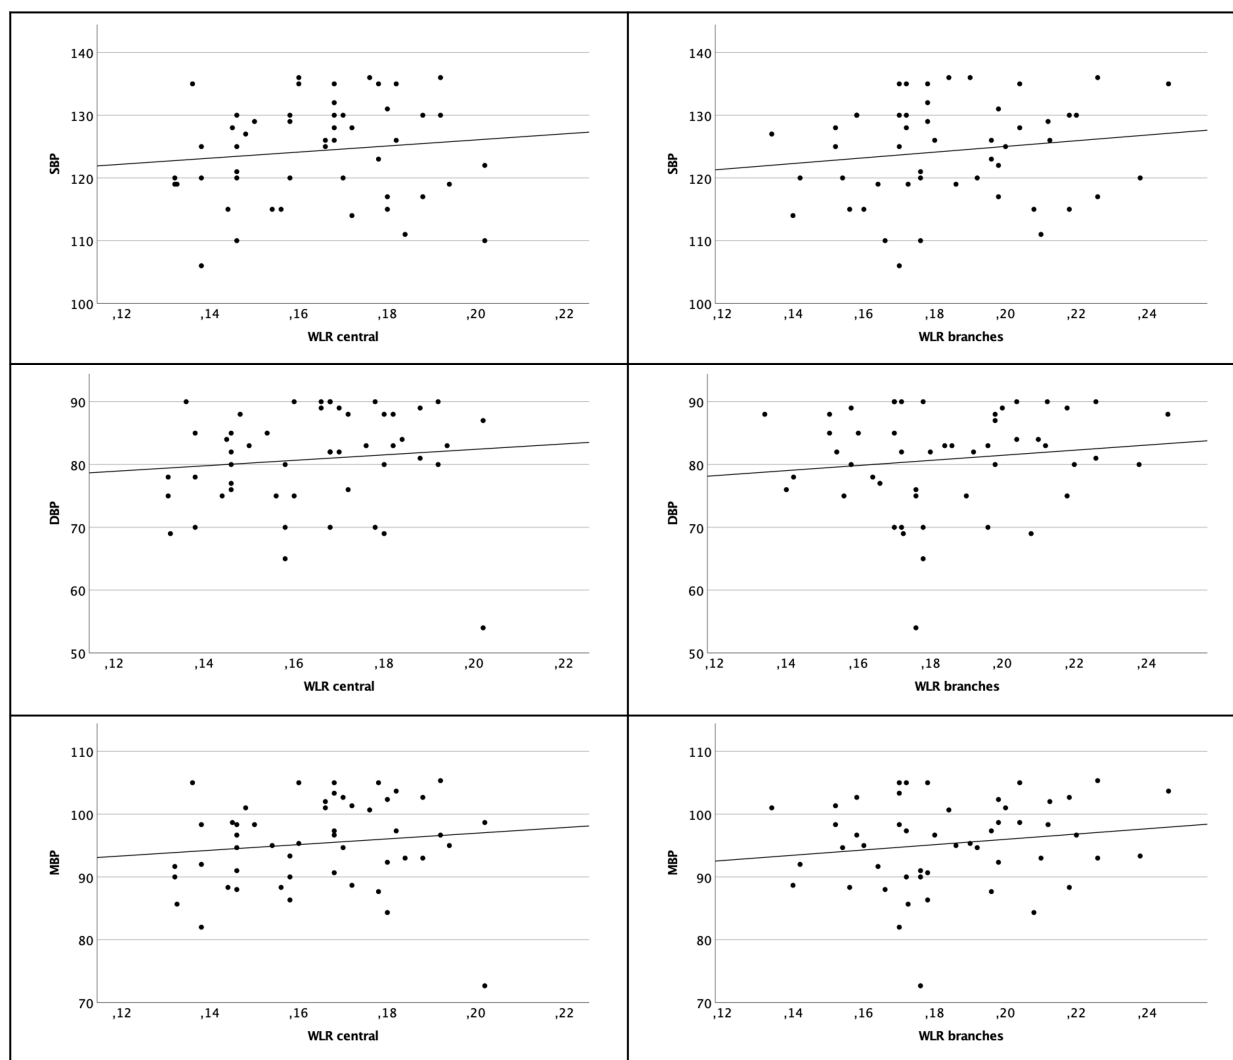 140
130
SBP
120
110
100
,12 ,14 ,16 ,18 ,20 ,22
WLR central
140
130
SBP
120
110
100
,12 ,14 ,16 ,18 ,20 ,22 ,24
WLR branches
90
80
DBP
70
60
50
,12 ,14 ,16 ,18 ,20 ,22
WLR central
90
80
DBP
70
60
50
,12 ,14 ,16 ,18 ,20 ,22 ,24
WLR branches
110
100
MBP
90
80
70
,12 ,14 ,16 ,18 ,20 ,22
WLR central
110
100
MBP
90
80
70
,12 ,14 ,16 ,18 ,20 ,22 ,24
WLR branches